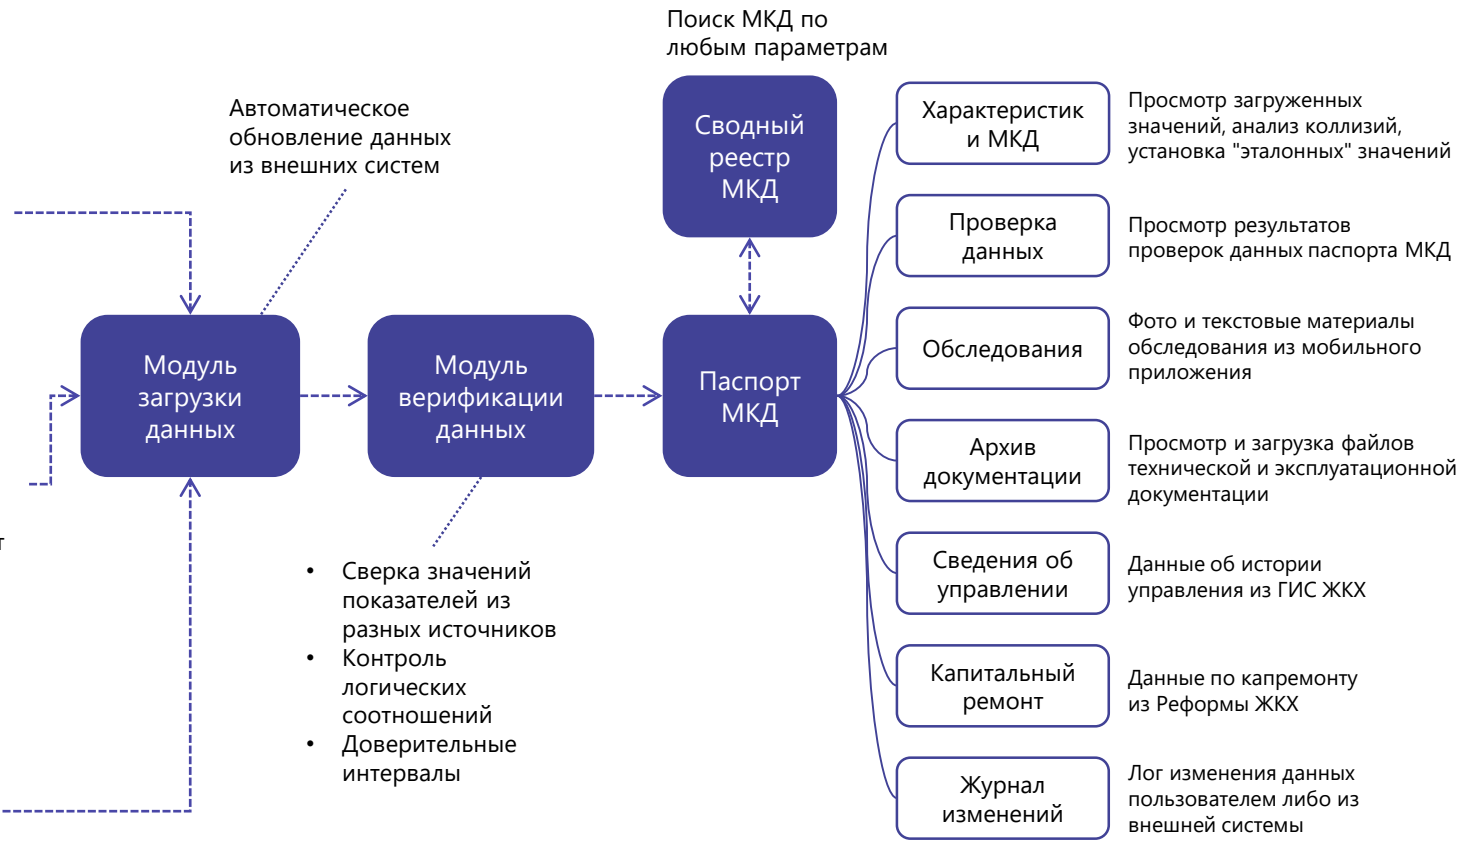 Поиск МКД по
любым параметрам
Автоматическое
обновление данных
из внешних систем
Сводный
реестр
МКД
Модуль
загрузки
данных
Модуль
верификации
данных
Паспорт
МКД
т
• Сверка значений
показателей из
разных источников
• Контроль
логических
соотношений
• Доверительные
интервалы
Характеристик
и МКД
Просмотр загруженных
значений, анализ коллизий,
установка "эталонных" значений
Проверка
данных
Просмотр результатов
проверок данных паспорта МКД
Обследования
Фото и текстовые материалы
обследования из мобильного
приложения
Архив
документации
Просмотр и загрузка файлов
технической и эксплуатационной
документации
Сведения об
управлении
Данные об истории
управления из ГИС ЖКХ
Капитальный
ремонт
Данные по капремонту
из Реформы ЖКХ
Журнал
изменений
Лог изменения данных
пользователем либо из
внешней системы